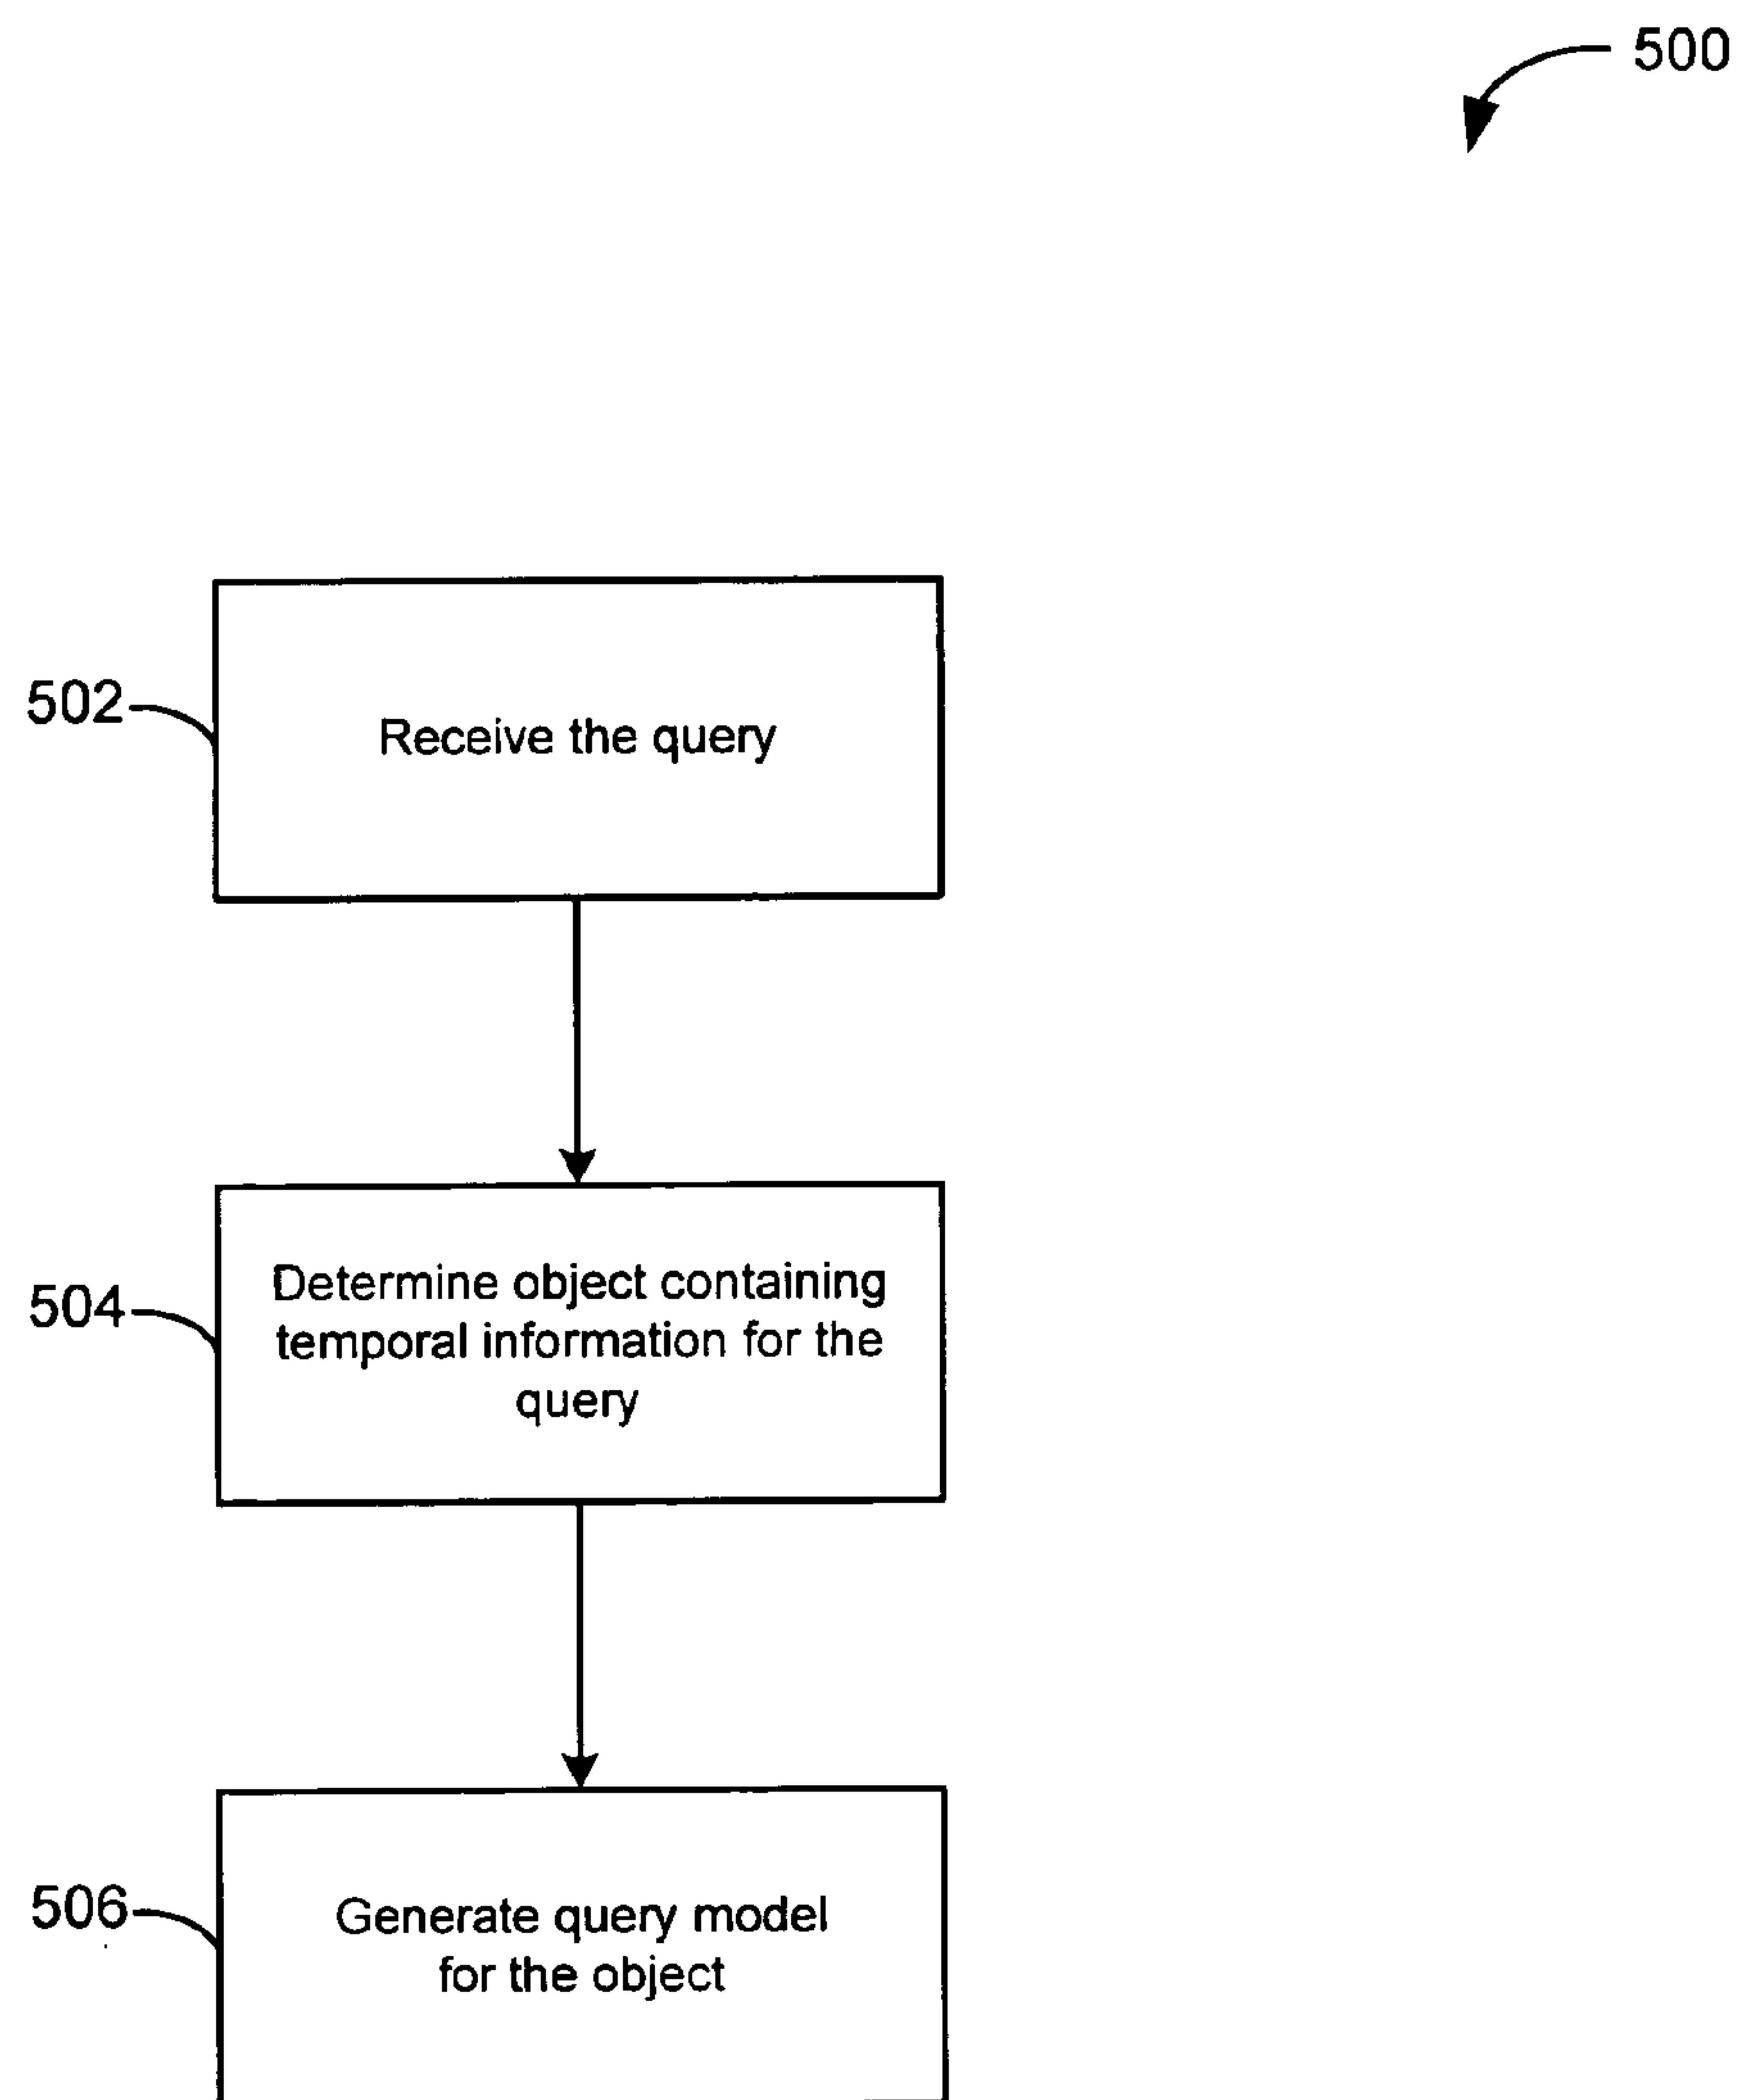 500
502
Receive the query
504
Determine object containing
temporal information for the
query
506
Generate query model
for the object